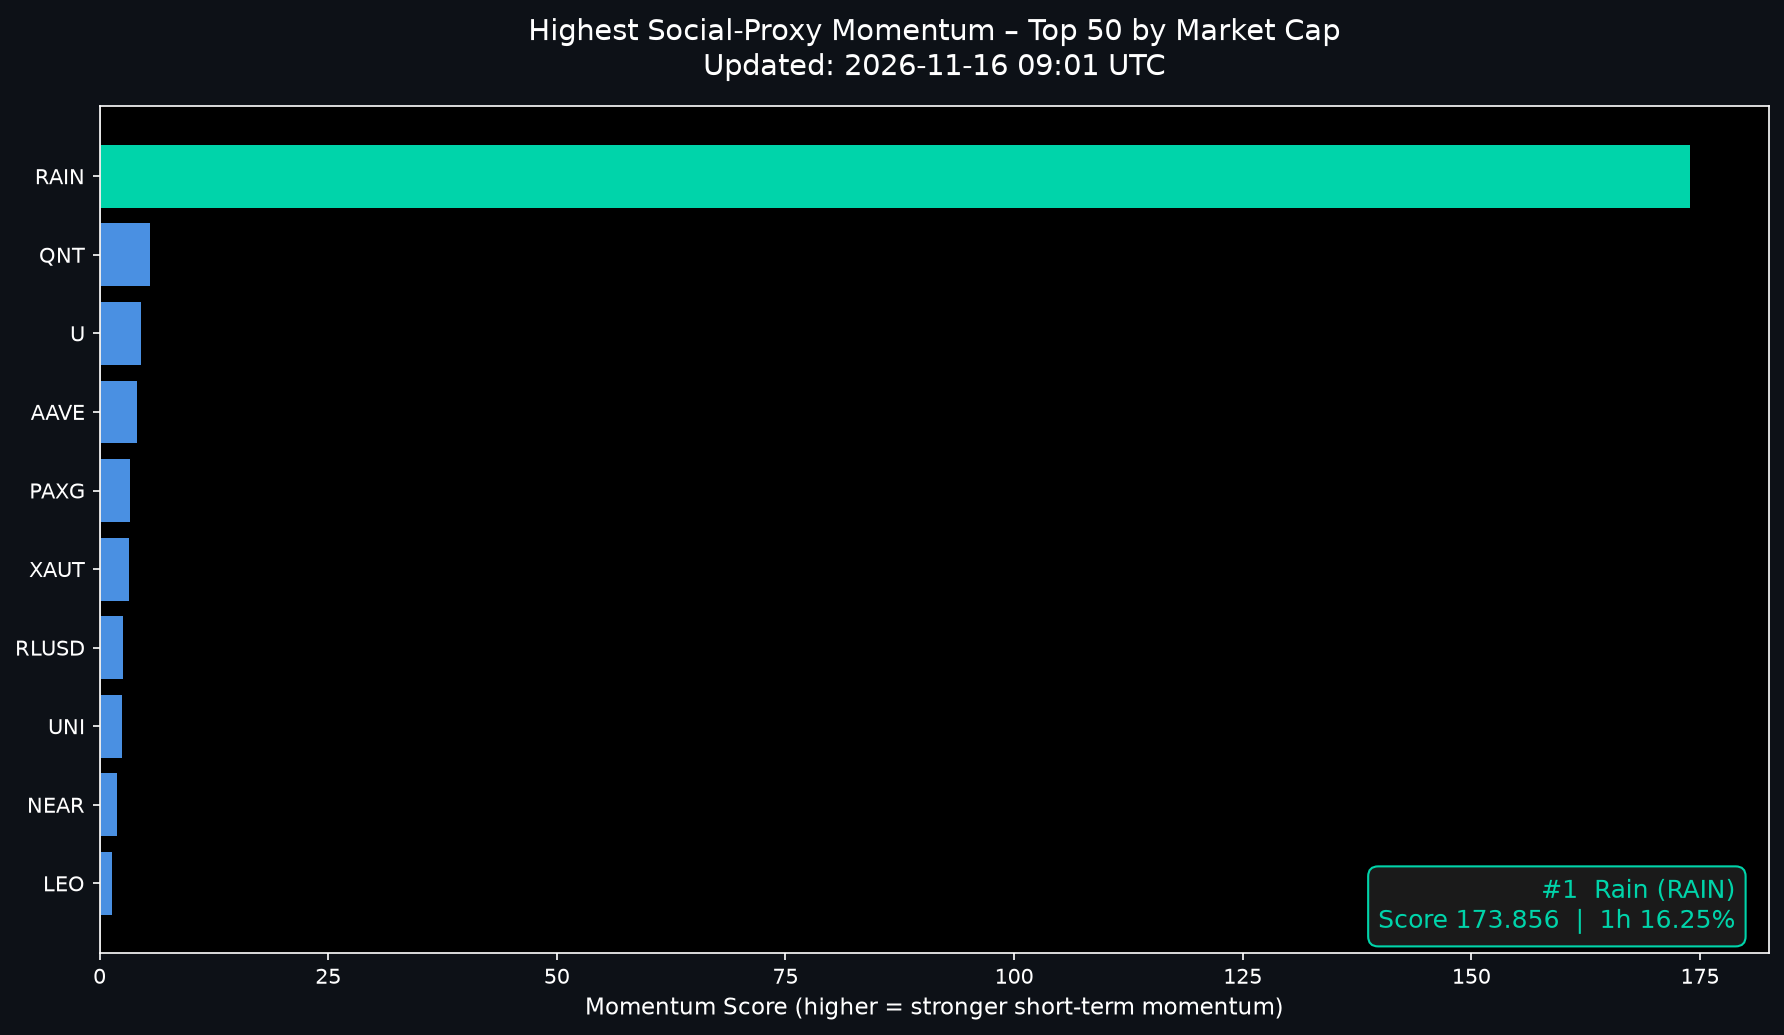 Highest Social-Proxy Momentum – Top 50 by Market Cap
Updated: 2026-11-16 09:01 UTC
RAIN
QNT
U
AAVE
PAXG
XAUT
RLUSD
UNI
NEAR
LEO
#1  Rain (RAIN)
Score 173.856  |  1h 16.25%
0 25 50 75 100 125 150 175
Momentum Score (higher = stronger short-term momentum)